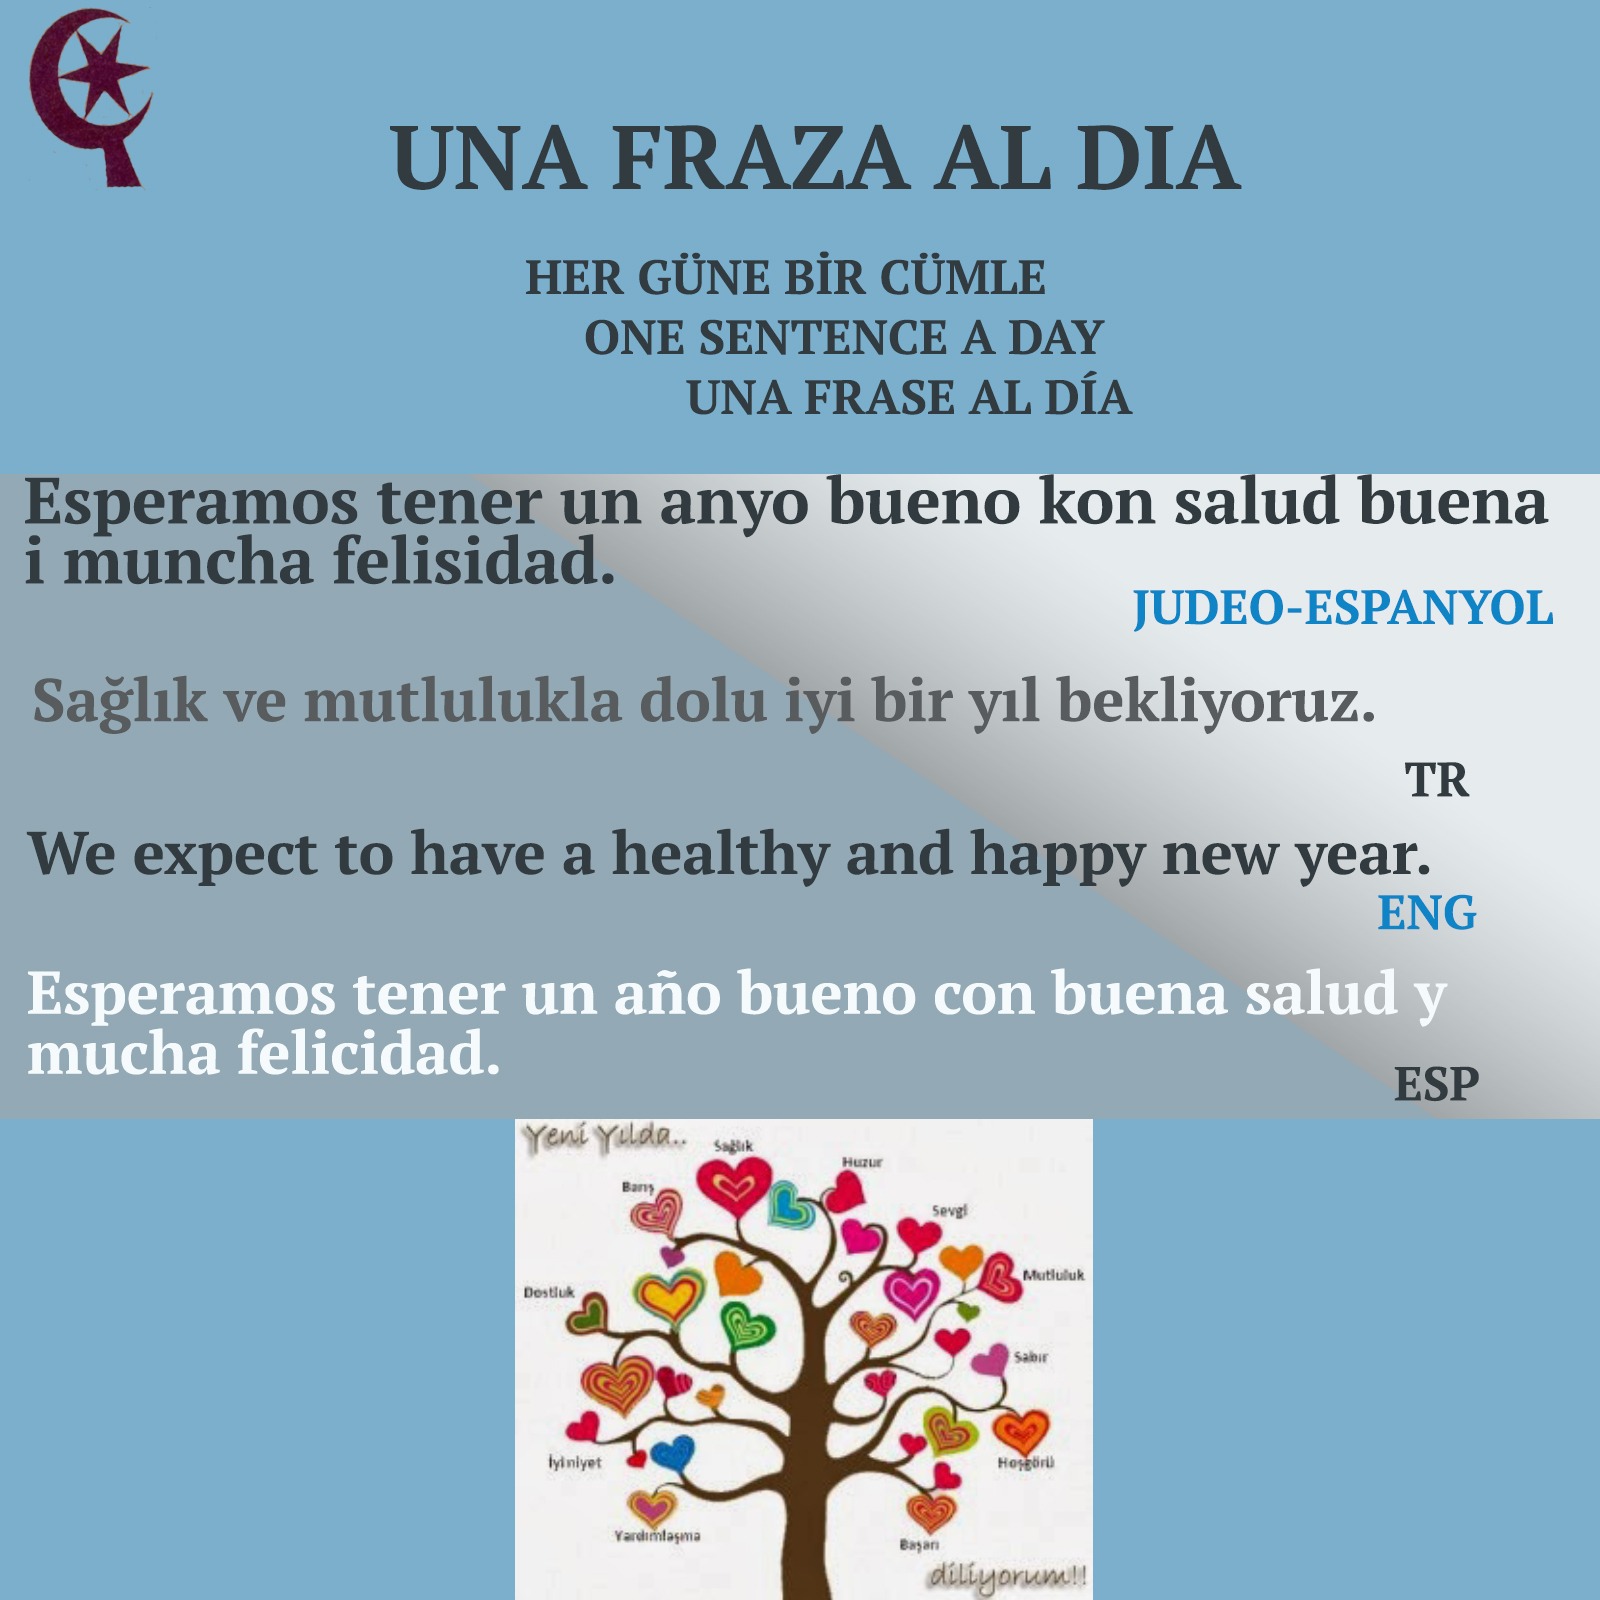 UNA FRAZA AL DIA
HER GÜNE BİR CÜMLE
ONE SENTENCE A DAY
UNA FRASE AL DÍA
Esperamos tener un anyo bueno kon salud buena
i muncha felisidad.
JUDEO-ESPANYOL
Sağlık ve mutlulukla dolu iyi bir yıl bekliyoruz.
TR
We expect to have a healthy and happy new year.
ENG
Esperamos tener un año bueno con buena salud y
mucha felicidad.
ESP
Yeni Yılda..
Sağlık
Huzur
Barış
Sevgi
Mutluluk
Dostluk
Sabır
İyi niyet
Hoşgörü
Yardımlaşma
Başarı
diliyorum!!